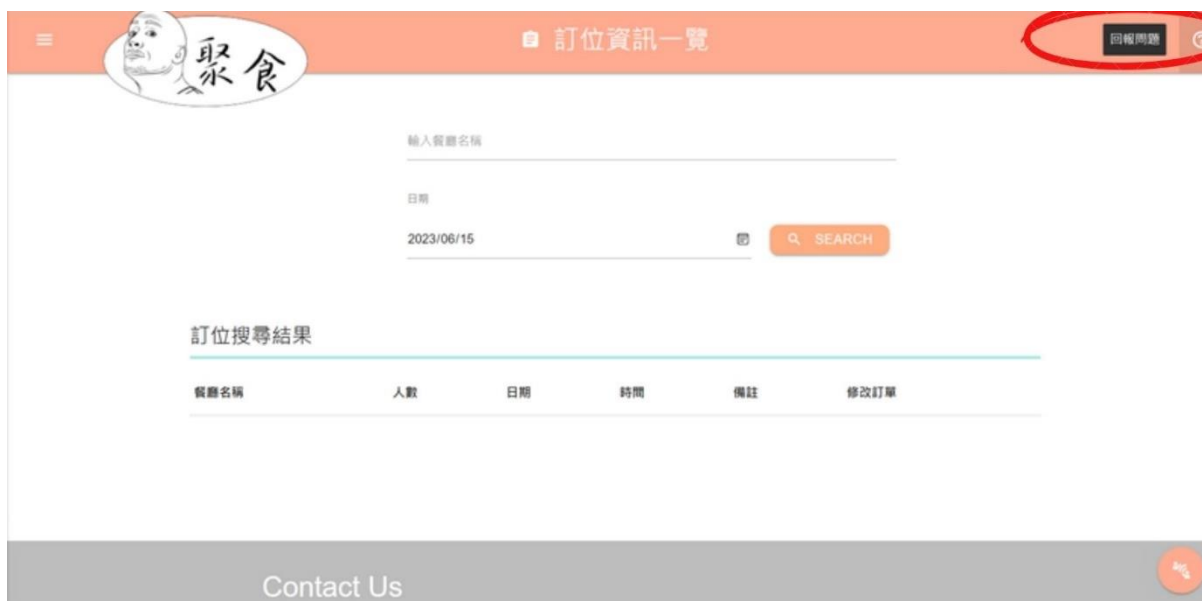 聚食
訂位資訊一覽
回報問題
輸入餐廳名稱
日期
2023/06/15
SEARCH
訂位搜尋結果
餐廳名稱 人數 日期 時間 備註 修改訂單
Contact Us